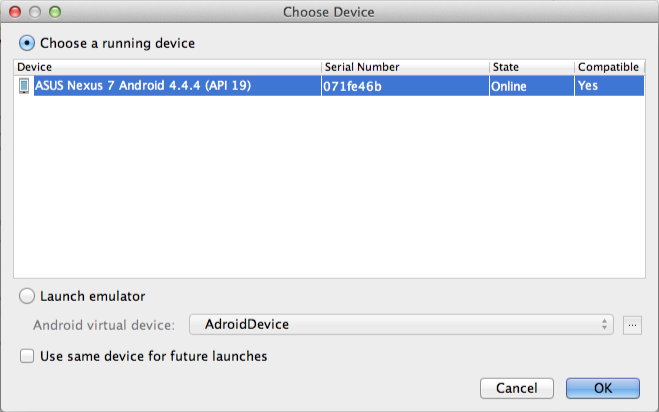 Choose Device
Choose a running device
Device Serial Number State Compatible
ASUS Nexus 7 Android 4.4.4 (API 19) 071fe46b Online Yes
Launch emulator
Android virtual device: AdroidDevice ...
Use same device for future launches
Cancel OK